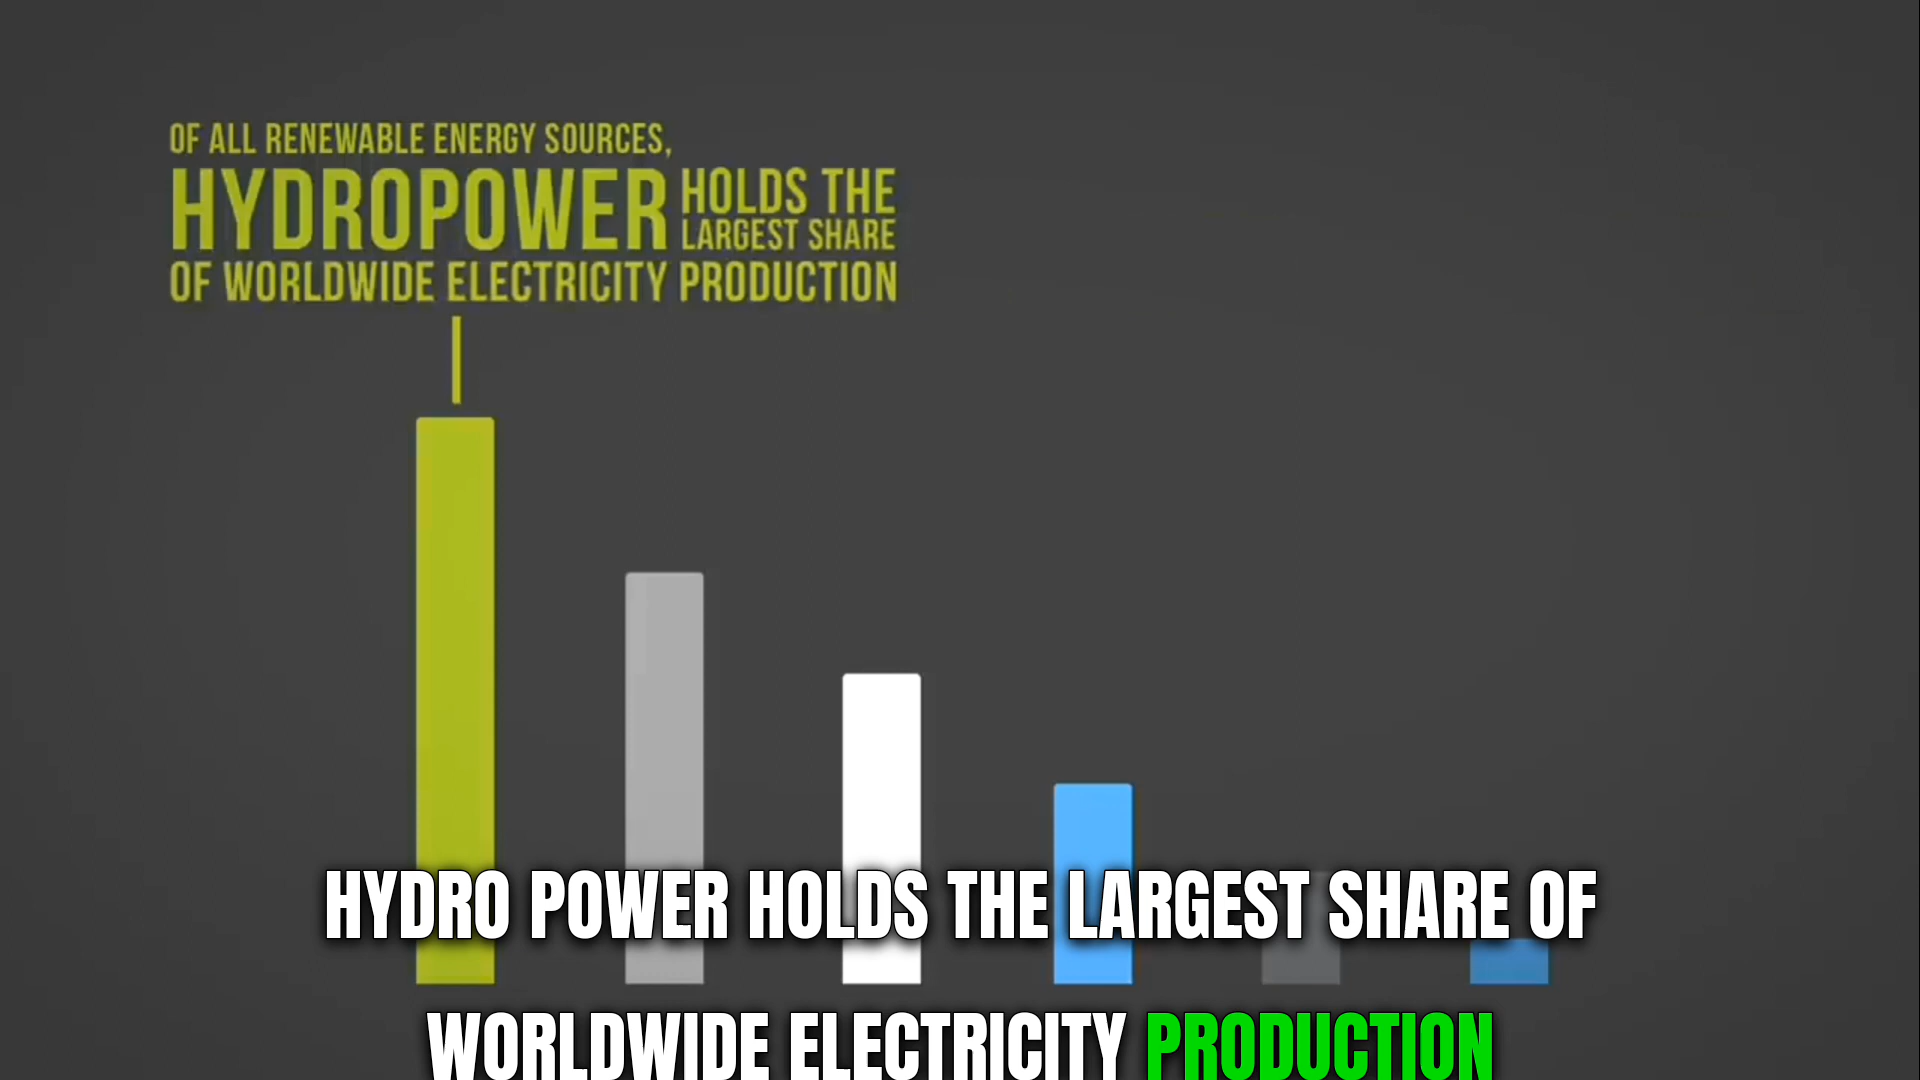 OF ALL RENEWABLE ENERGY SOURCES,
HYDROPOWER HOLDS THE
LARGEST SHARE
OF WORLDWIDE ELECTRICITY PRODUCTION
HYDRO POWER HOLDS THE LARGEST SHARE OF
WORLDWIDE ELECTRICITY PRODUCTION